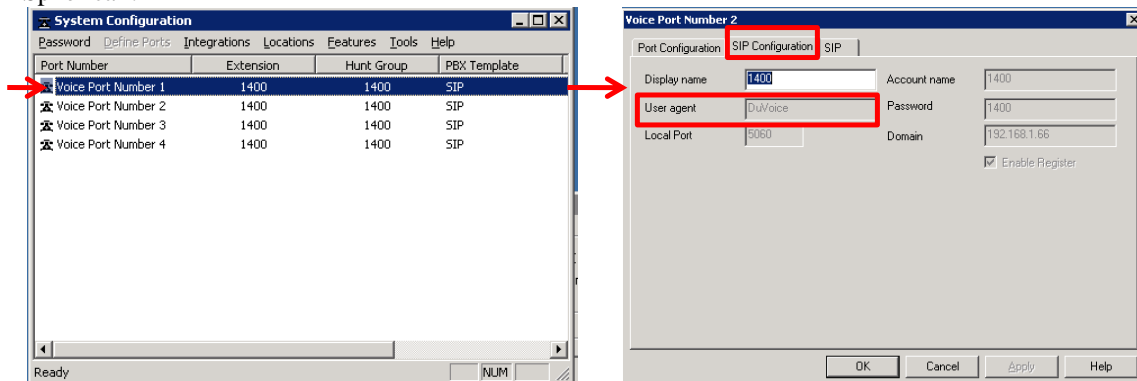 System Configuration
Password Define Ports Integrations Locations Features Tools Help
Port Number Extension Hunt Group PBX Template
Voice Port Number 1 1400 1400 SIP
Voice Port Number 2 1400 1400 SIP
Voice Port Number 3 1400 1400 SIP
Voice Port Number 4 1400 1400 SIP
Ready NUM
Voice Port Number 2
Port Configuration SIP Configuration SIP
Display name 1400 Account name 1400
User agent DuVoice Password 1400
Local Port 5060 Domain 192.168.1.66
Enable Register
OK Cancel Apply Help